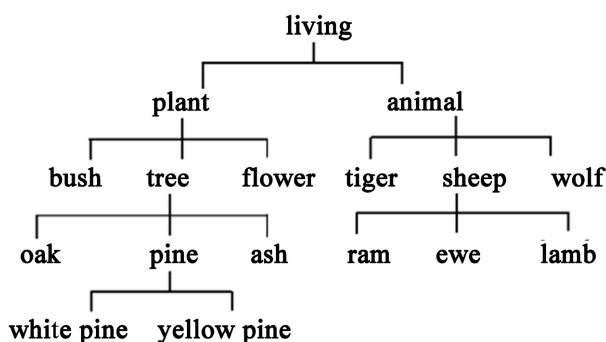 living
plant animal
bush tree flower tiger sheep wolf
oak pine ash ram ewe lamb
white pine yellow pine